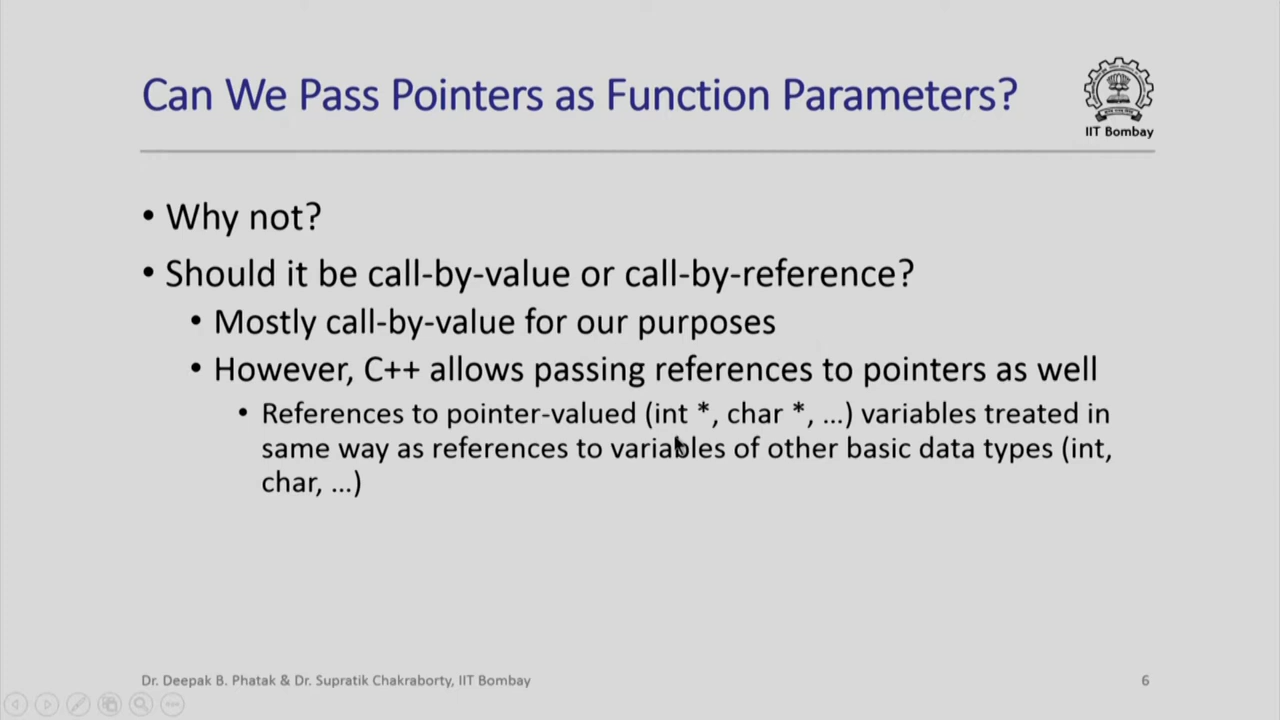 Can We Pass Pointers as Function Parameters?
IIT Bombay
• Why not?
• Should it be call-by-value or call-by-reference?
• Mostly call-by-value for our purposes
• However, C++ allows passing references to pointers as well
• References to pointer-valued (int *, char *, ...) variables treated in
same way as references to variables of other basic data types (int,
char, ...)
Dr. Deepak B. Phatak & Dr. Supratik Chakraborty, IIT Bombay
6